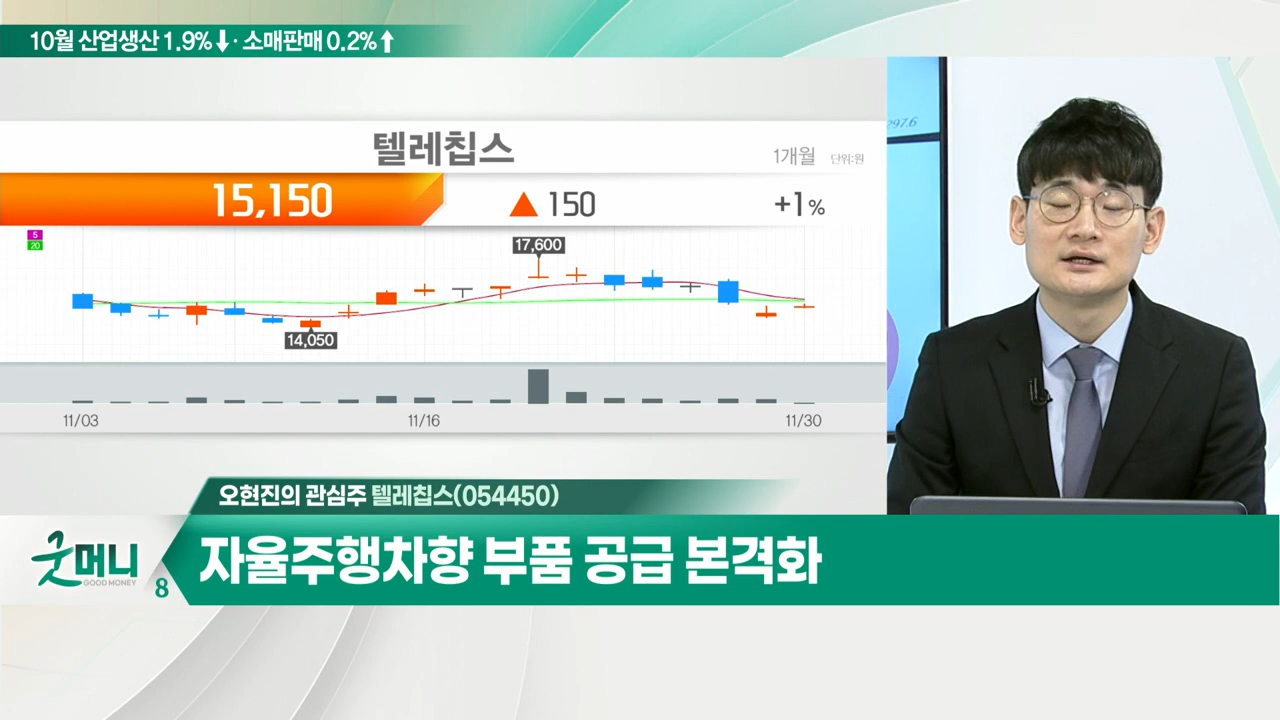 10월 산업생산 1.9%⬇· 소매판매 0.2%⬆
297.6
텔레칩스
1개월 단위:원
15,150 ▲ 150 +1%
5
20
17,600
14,050
11/03 11/16 11/30
오현진의 관심주 텔레칩스(054450)
굿머니
GOOD MONEY
8
자율주행차향 부품 공급 본격화